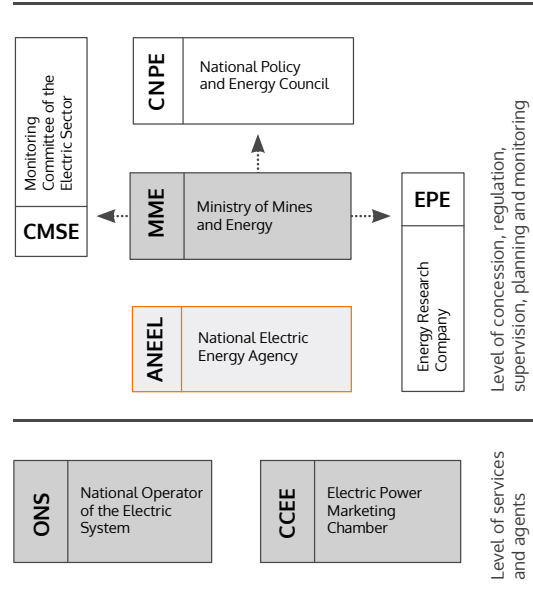 CNPE
National Policy
and Energy Council
Monitoring
Committee of the
Electric Sector
CMSE
MME
Ministry of Mines
and Energy
EPE
Energy Research
Company
ANEEL
National Electric
Energy Agency
Level of concession, regulation,
supervision, planning and monitoring
ONS
National Operator
of the Electric
System
CCEE
Electric Power
Marketing
Chamber
Level of services
and agents